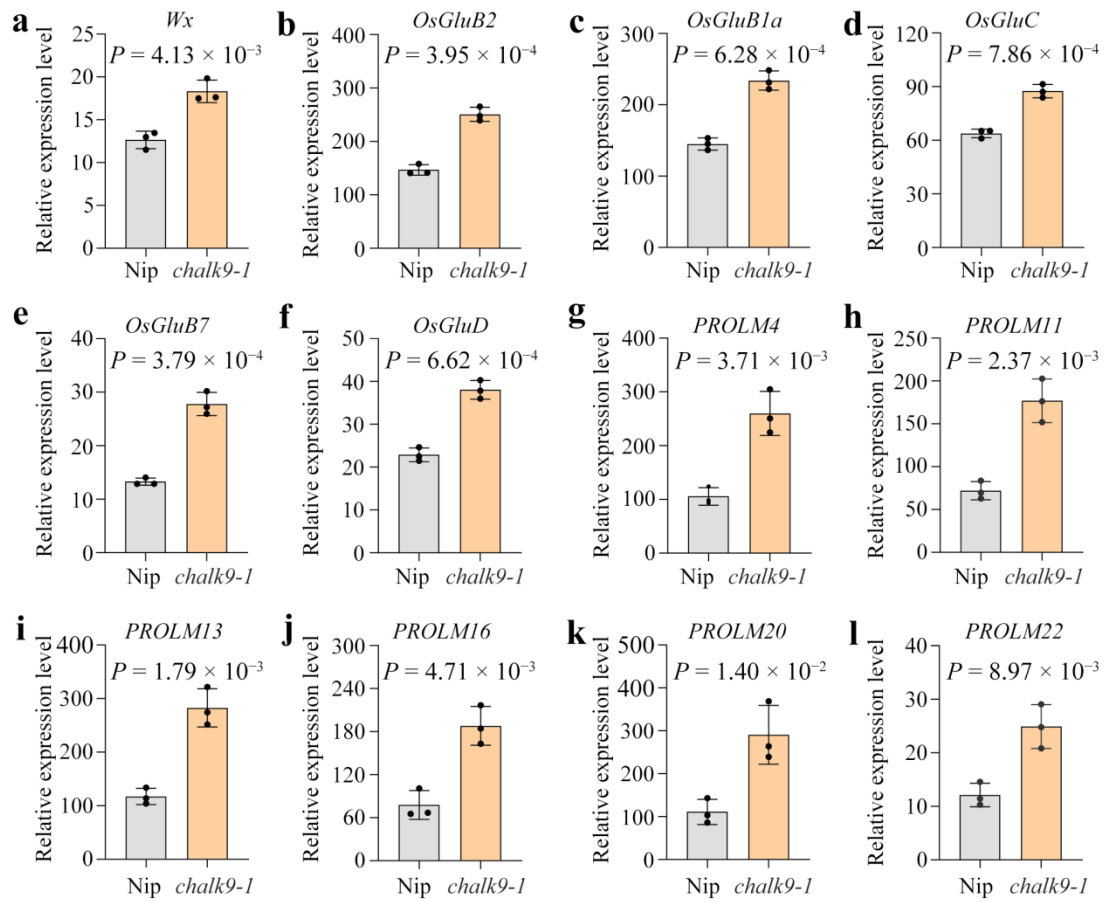 a
Wx
P = 4.13 × 10⁻³
Relative expression level
25
20
15
10
5
0
Nip
chalk9-1
b
OsGluB2
P = 3.95 × 10⁻⁴
Relative expression level
400
300
200
100
0
Nip
chalk9-1
c
OsGluB1a
P = 6.28 × 10⁻⁴
Relative expression level
300
200
100
0
Nip
chalk9-1
d
OsGluC
P = 7.86 × 10⁻⁴
Relative expression level
120
90
60
30
0
Nip
chalk9-1
e
OsGluB7
P = 3.79 × 10⁻⁴
Relative expression level
40
30
20
10
0
Nip
chalk9-1
f
OsGluD
P = 6.62 × 10⁻⁴
Relative expression level
50
40
30
20
10
0
Nip
chalk9-1
g
PROLM4
P = 3.71 × 10⁻³
Relative expression level
400
300
200
100
0
Nip
chalk9-1
h
PROLM11
P = 2.37 × 10⁻³
Relative expression level
250
200
150
100
50
0
Nip
chalk9-1
i
PROLM13
P = 1.79 × 10⁻³
Relative expression level
400
300
200
100
0
Nip
chalk9-1
j
PROLM16
P = 4.71 × 10⁻³
Relative expression level
300
240
180
120
60
0
Nip
chalk9-1
k
PROLM20
P = 1.40 × 10⁻²
Relative expression level
500
400
300
200
100
0
Nip
chalk9-1
l
PROLM22
P = 8.97 × 10⁻³
Relative expression level
40
30
20
10
0
Nip
chalk9-1